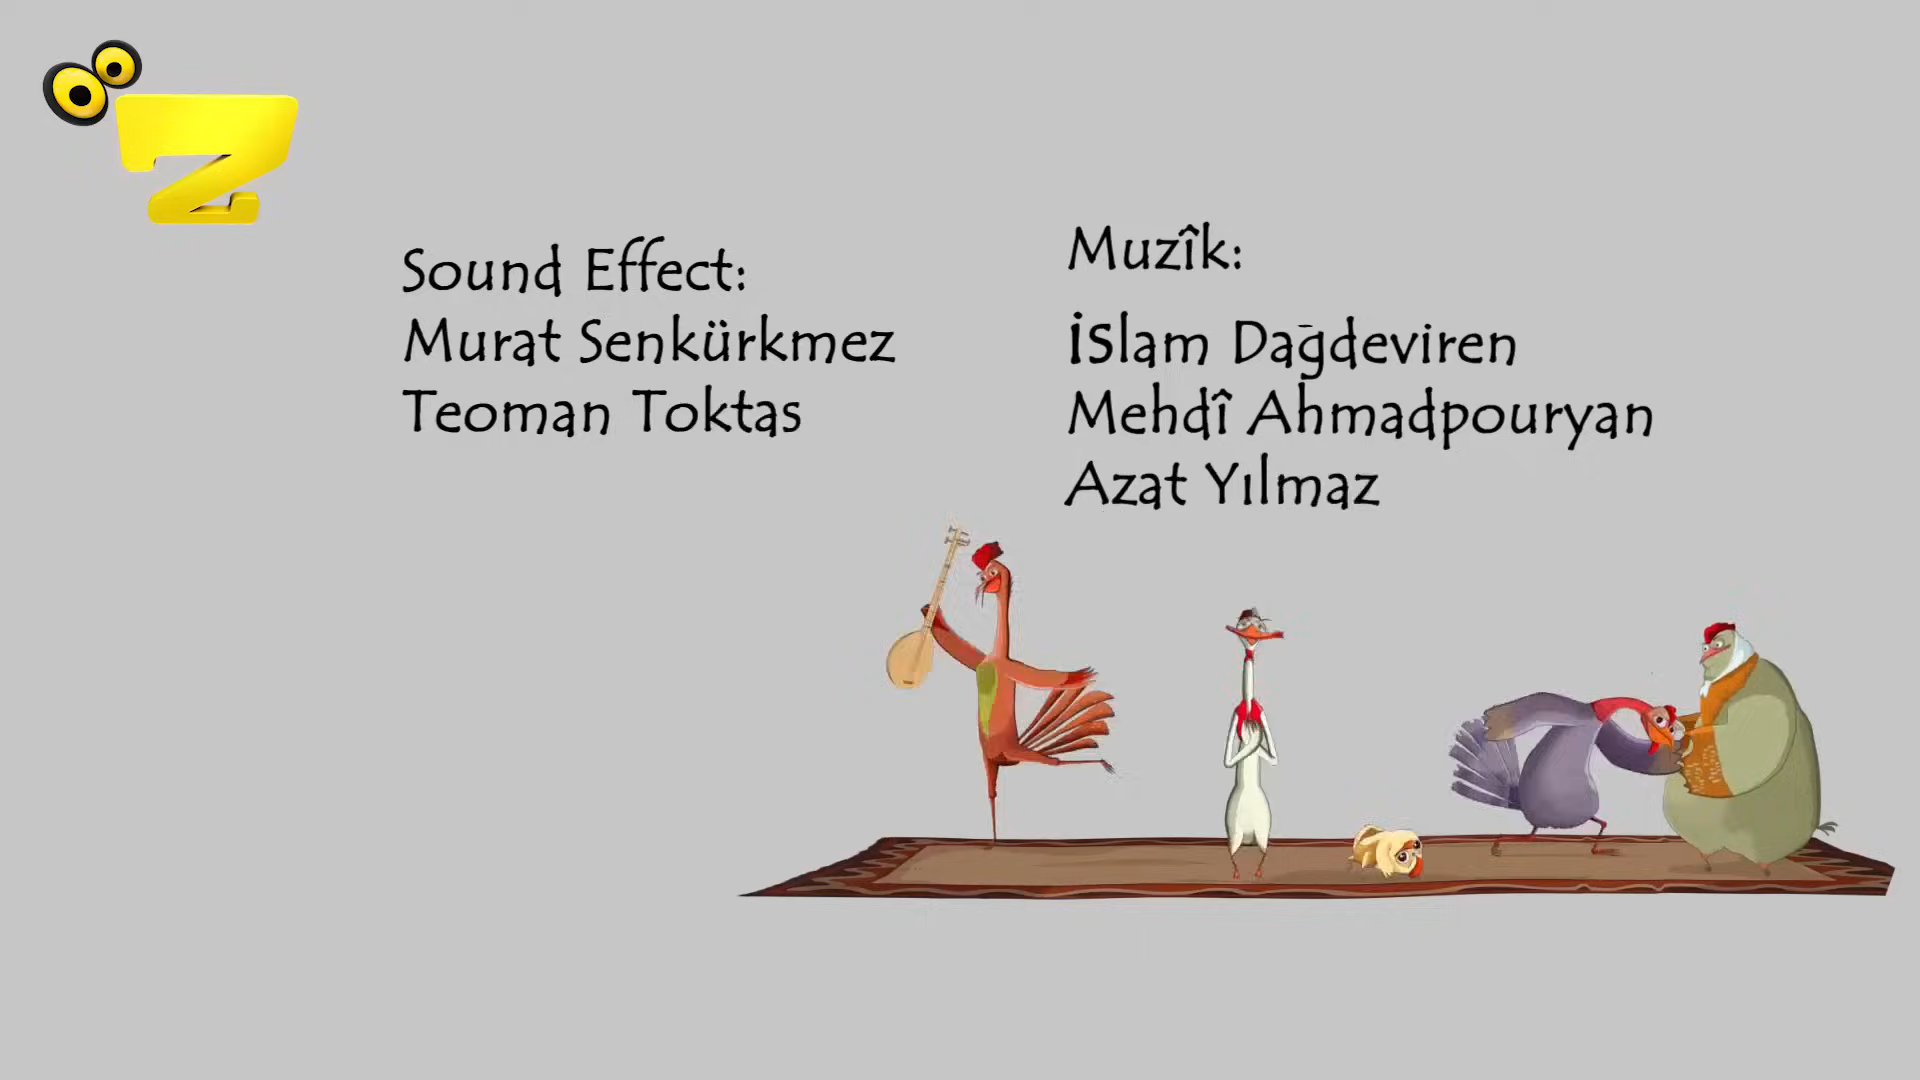 Z
Sound Effect:
Murat Senkürkmez
Teoman Toktas
Muzîk:
İslam Dağdeviren
Mehdî Ahmadpouryan
Azat Yılmaz